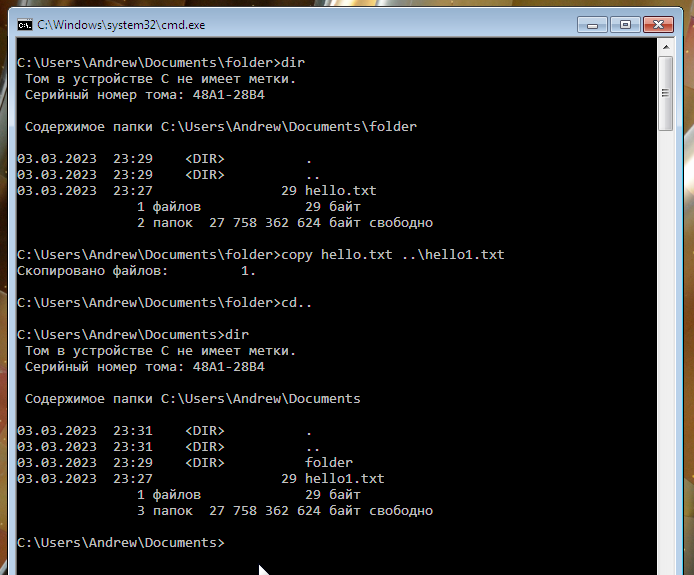 C:\Windows\system32\cmd.exe
C:\Users\Andrew\Documents\folder>dir
Том в устройстве C не имеет метки.
Серийный номер тома: 48A1-28B4
Содержимое папки C:\Users\Andrew\Documents\folder
03.03.2023  23:29    <DIR>          .
03.03.2023  23:29    <DIR>          ..
03.03.2023  23:27                29 hello.txt
1 файлов             29 байт
2 папок  27 758 362 624 байт свободно
C:\Users\Andrew\Documents\folder>copy hello.txt ..\hello1.txt
Скопировано файлов:         1.
C:\Users\Andrew\Documents\folder>cd..
C:\Users\Andrew\Documents>dir
Том в устройстве C не имеет метки.
Серийный номер тома: 48A1-28B4
Содержимое папки C:\Users\Andrew\Documents
03.03.2023  23:31    <DIR>          .
03.03.2023  23:31    <DIR>          ..
03.03.2023  23:29    <DIR>          folder
03.03.2023  23:27                29 hello1.txt
1 файлов             29 байт
3 папок  27 758 362 624 байт свободно
C:\Users\Andrew\Documents>